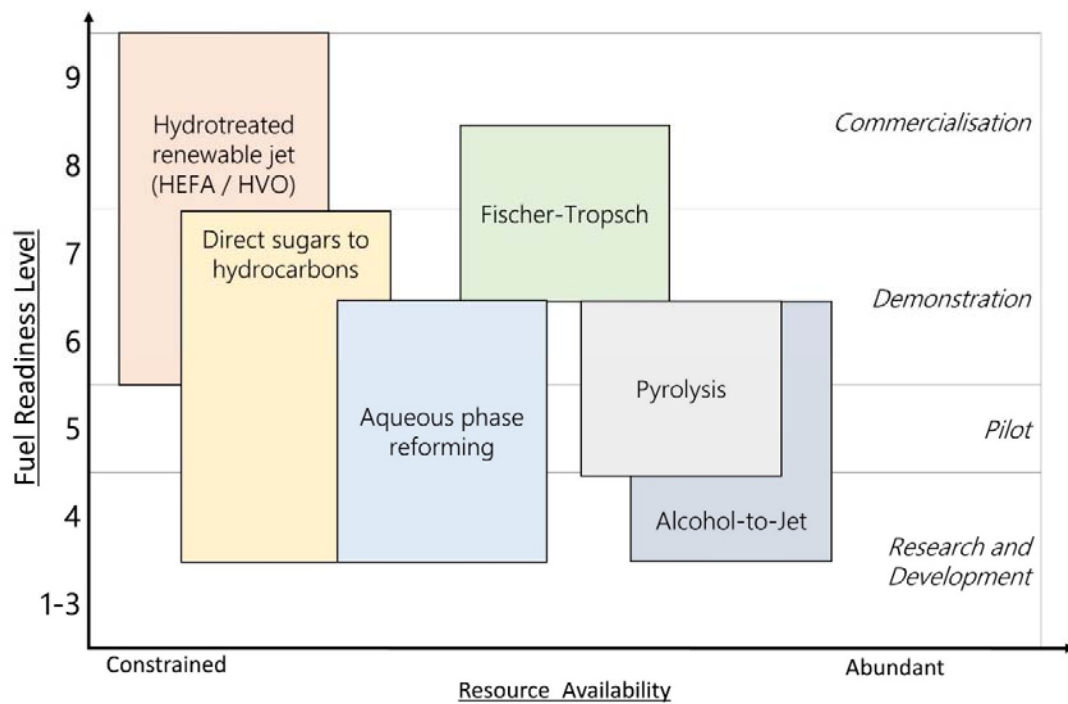 9
8
7
6
5
4
1-3
Fuel Readiness Level
Hydrotreated
renewable jet
(HEFA / HVO)
Direct sugars to
hydrocarbons
Aqueous phase
reforming
Fischer-Tropsch
Pyrolysis
Alcohol-to-Jet
Commercialisation
Demonstration
Pilot
Research and
Development
Constrained
Abundant
Resource Availability